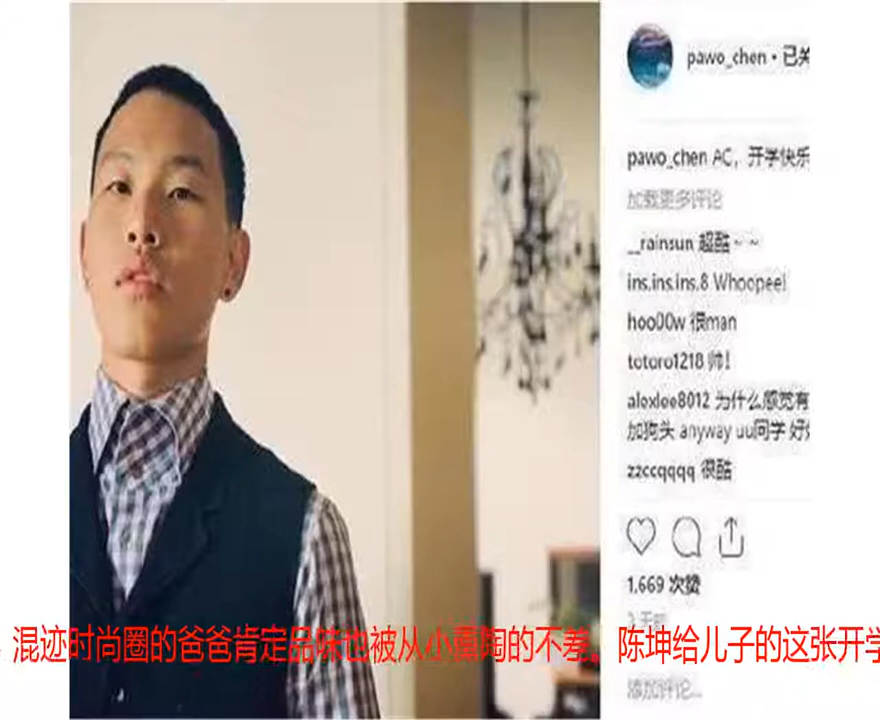 pawo_chen • 已关
pawo_chen AC，开学快乐
加载更多评论
__rainsun 超酷~ ~
ins.ins.ins.8 Whoopee!
hoo00w 很man
totoro1218 帅！
alexlee8012 为什么感觉有
加狗头 anyway uu同学 好
zzccqqqq 很酷
1,669 次赞
3 天前
混迹时尚圈的爸爸肯定品味也被从小熏陶的不差。陈坤给儿子的这张开学
添加评论...